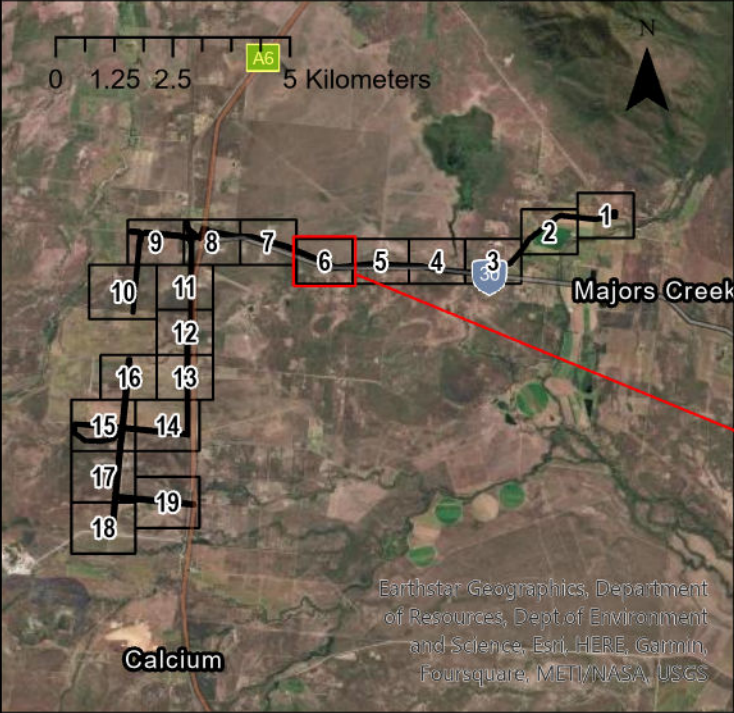 N
A6
0 1.25 2.5 5 Kilometers
1
2
9 8 7
6 5 4 3
30
10 11
Majors Creek
12
16 13
15 14
17
19
18
Earthstar Geographics, Department
of Resources, Dept.of Environment
and Science, Esri, HERE, Garmin,
Foursquare, METI/NASA, USGS
Calcium